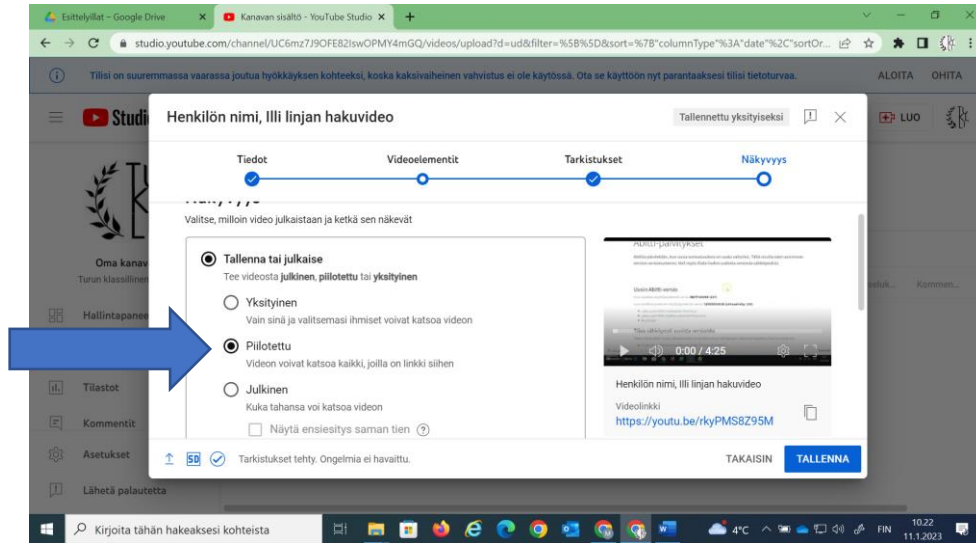 Esittelyillat – Google Drive
Kanavan sisältö - YouTube Studio
studio.youtube.com/channel/UC6mz7J9OFE82IswOPMY4mGQ/videos/upload?d=ud&filter=%5B%5D&sort=%7B"columnType"%3A"date"%2C"sortOr...
Tilisi on suuremmassa vaarassa joutua hyökkäyksen kohteeksi, koska kaksivaiheinen vahvistus ei ole käytössä. Ota se käyttöön nyt parantaaksesi tilisi tietoturvaa.
ALOITA OHITA
Studi
LUO
Henkilön nimi, Illi linjan hakuvideo
Tallennettu yksityiseksi
Tiedot
Videoelementit
Tarkistukset
Näkyvyys
Näkyvyys
Valitse, milloin video julkaistaan ja ketkä sen näkevät
Tallenna tai julkaise
Tee videosta julkinen, piilotettu tai yksityinen
Yksityinen
Vain sinä ja valitsemasi ihmiset voivat katsoa videon
Piilotettu
Videon voivat katsoa kaikki, joilla on linkki siihen
Julkinen
Kuka tahansa voi katsoa videon
Näytä ensiesitys saman tien
0:00 / 4:25
Henkilön nimi, Illi linjan hakuvideo
Videolinkki
https://youtu.be/rkyPMS8Z95M
Tarkistukset tehty. Ongelmia ei havaittu.
TAKAISIN
TALLENNA
Oma kanav
Turun klassillinen
Hallintapanee
Tilastot
Kommentit
Asetukset
Lähetä palautetta
Kommen...
Kirjoita tähän hakeaksesi kohteista
4°C
FIN
10.22
11.1.2023